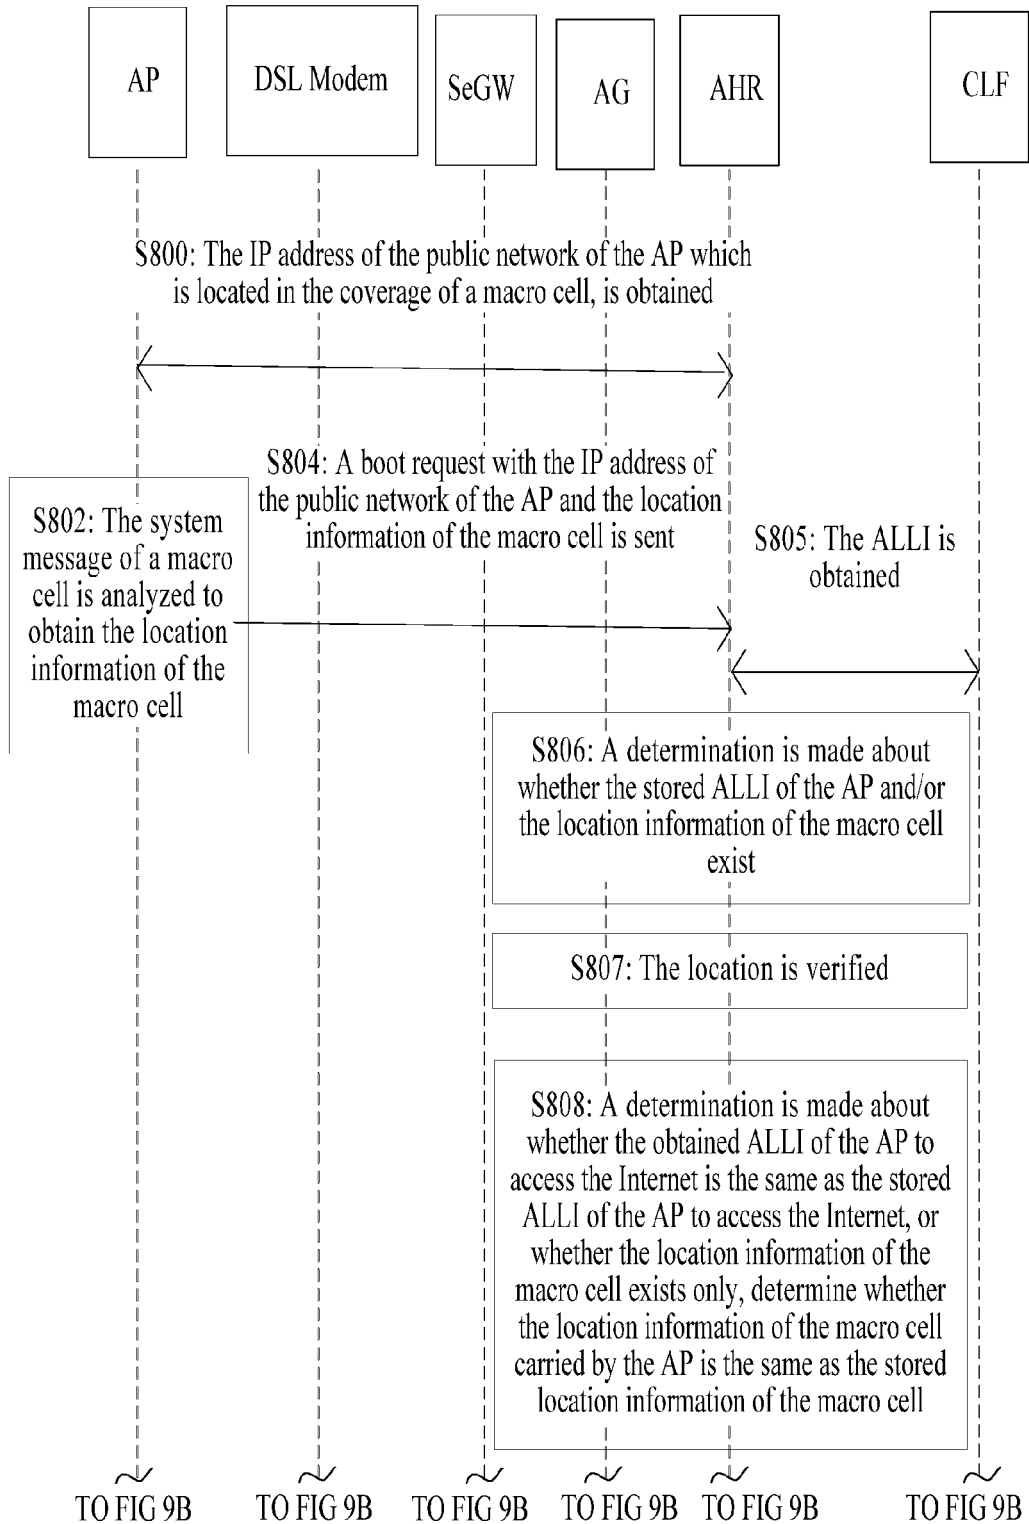 AP
DSL Modem
SeGW
AG
AHR
CLF
S800: The IP address of the public network of the AP which
is located in the coverage of a macro cell, is obtained
S804: A boot request with the IP address of
the public network of the AP and the location
information of the macro cell is sent
S802: The system
message of a macro
cell is analyzed to
obtain the location
information of the
macro cell
S805: The ALLI is
obtained
S806: A determination is made about
whether the stored ALLI of the AP and/or
the location information of the macro cell
exist
S807: The location is verified
S808: A determination is made about
whether the obtained ALLI of the AP to
access the Internet is the same as the stored
ALLI of the AP to access the Internet, or
whether the location information of the
macro cell exists only, determine whether
the location information of the macro cell
carried by the AP is the same as the stored
location information of the macro cell
TO FIG 9B
TO FIG 9B
TO FIG 9B
TO FIG 9B
TO FIG 9B
TO FIG 9B